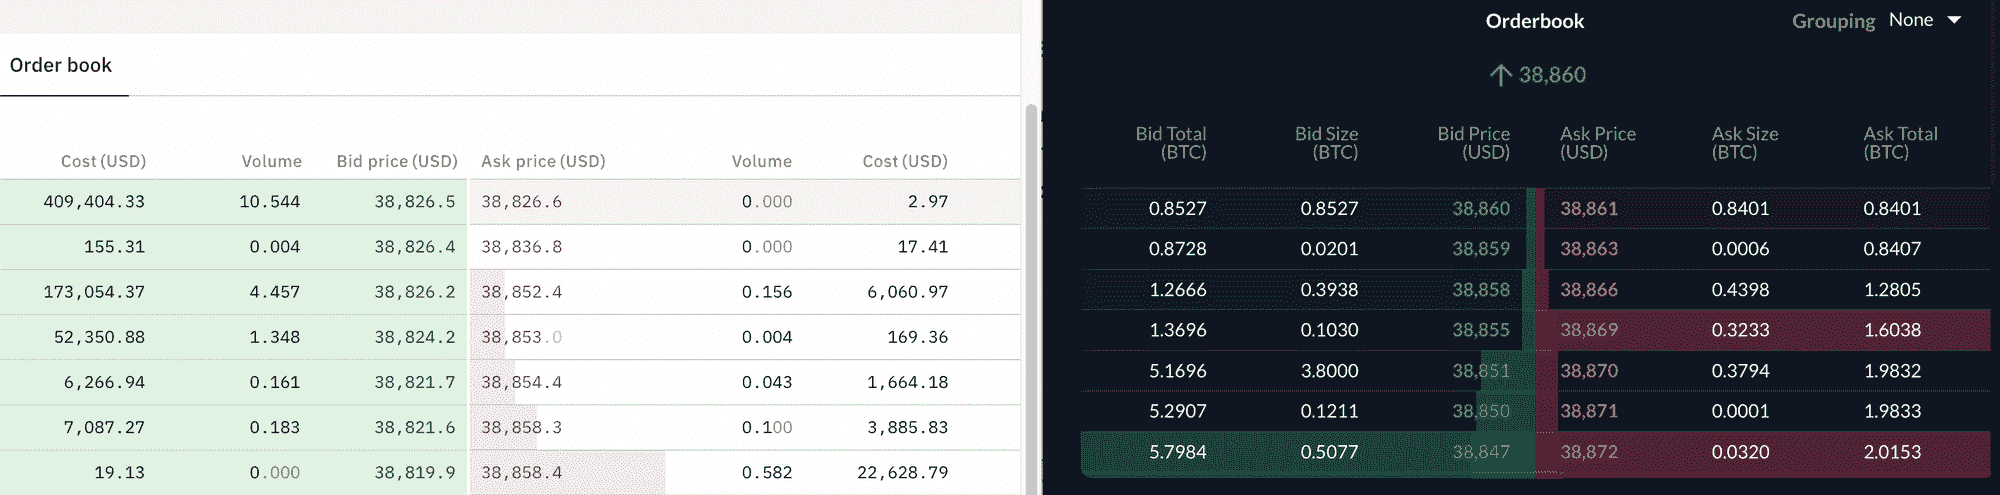 Order book
Cost (USD) Volume Bid price (USD) Ask price (USD) Volume Cost (USD)
409,404.33 10.544 38,826.5 38,826.6 0.000 2.97
155.31 0.004 38,826.4 38,836.8 0.000 17.41
173,054.37 4.457 38,826.2 38,852.4 0.156 6,060.97
52,350.88 1.348 38,824.2 38,853.0 0.004 169.36
6,266.94 0.161 38,821.7 38,854.4 0.043 1,664.18
7,087.27 0.183 38,821.6 38,858.3 0.100 3,885.83
19.13 0.000 38,819.9 38,858.4 0.582 22,628.79
Orderbook Grouping None
38,860
Bid Total Bid Size Bid Price Ask Price Ask Size Ask Total
(BTC) (BTC) (USD) (USD) (BTC) (BTC)
0.8527 0.8527 38,860 38,861 0.8401 0.8401
0.8728 0.0201 38,859 38,863 0.0006 0.8407
1.2666 0.3938 38,858 38,866 0.4398 1.2805
1.3696 0.1030 38,855 38,869 0.3233 1.6038
5.1696 3.8000 38,851 38,870 0.3794 1.9832
5.2907 0.1211 38,850 38,871 0.0001 1.9833
5.7984 0.5077 38,847 38,872 0.0320 2.0153